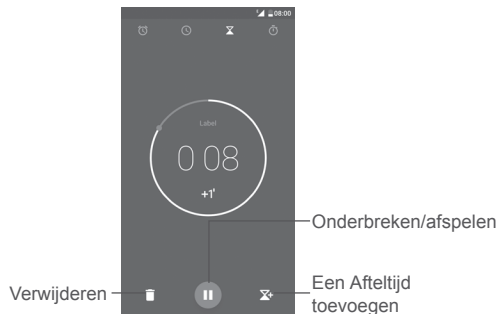 08:00
Label
0 08
+1'
Onderbreken/afspelen
Verwijderen
Een Afteltijd
toevoegen